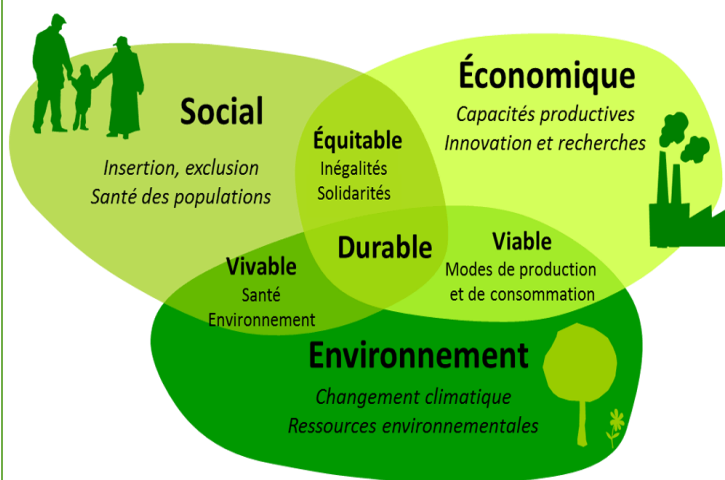 Social
Insertion, exclusion
Santé des populations
Économique
Capacités productives
Innovation et recherches
Équitable
Inégalités
Solidarités
Durable
Vivable
Santé
Environnement
Viable
Modes de production
et de consommation
Environnement
Changement climatique
Ressources environnementales